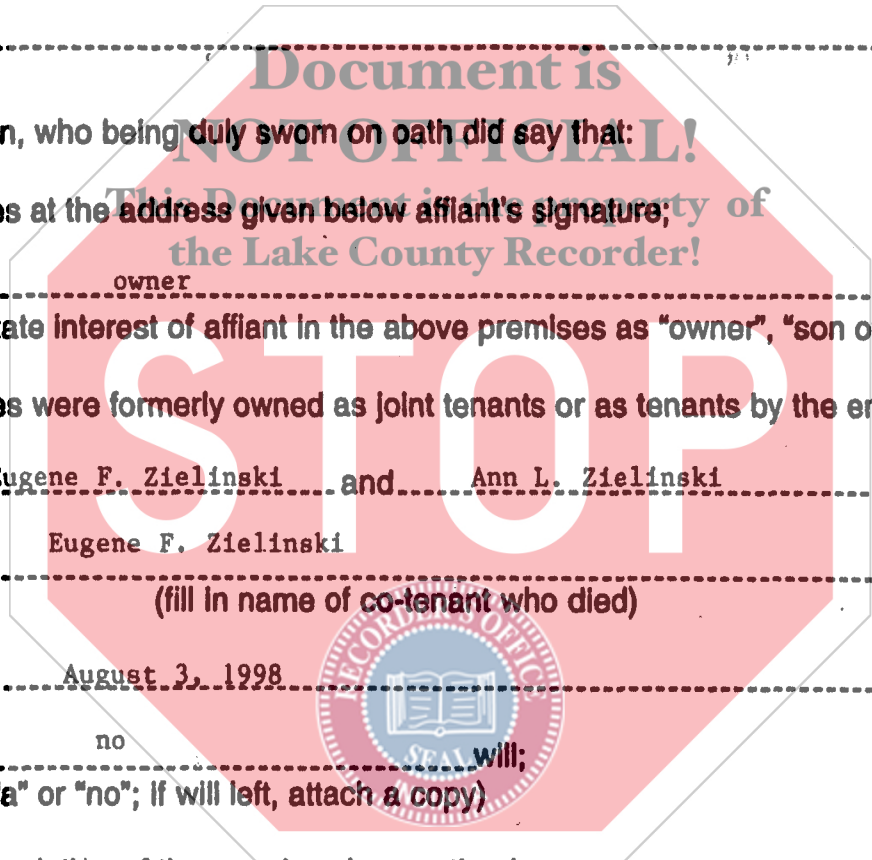 Document is
n, who being duly sworn on oath did say that:
NOT OFFICIAL!
This Document is the property of
es at the address given below affiant's signature;
the Lake County Recorder!
owner
ate interest of affiant in the above premises as "owner", "son o
STOP
es were formerly owned as joint tenants or as tenants by the en
Eugene F. Zielinski and Ann L. Zielinski
Eugene F. Zielinski
(fill in name of co-tenant who died)
RECORDER'S OFFICE
August 3, 1998
no will;
SEAL
"a" or "no"; if will left, attach a copy)